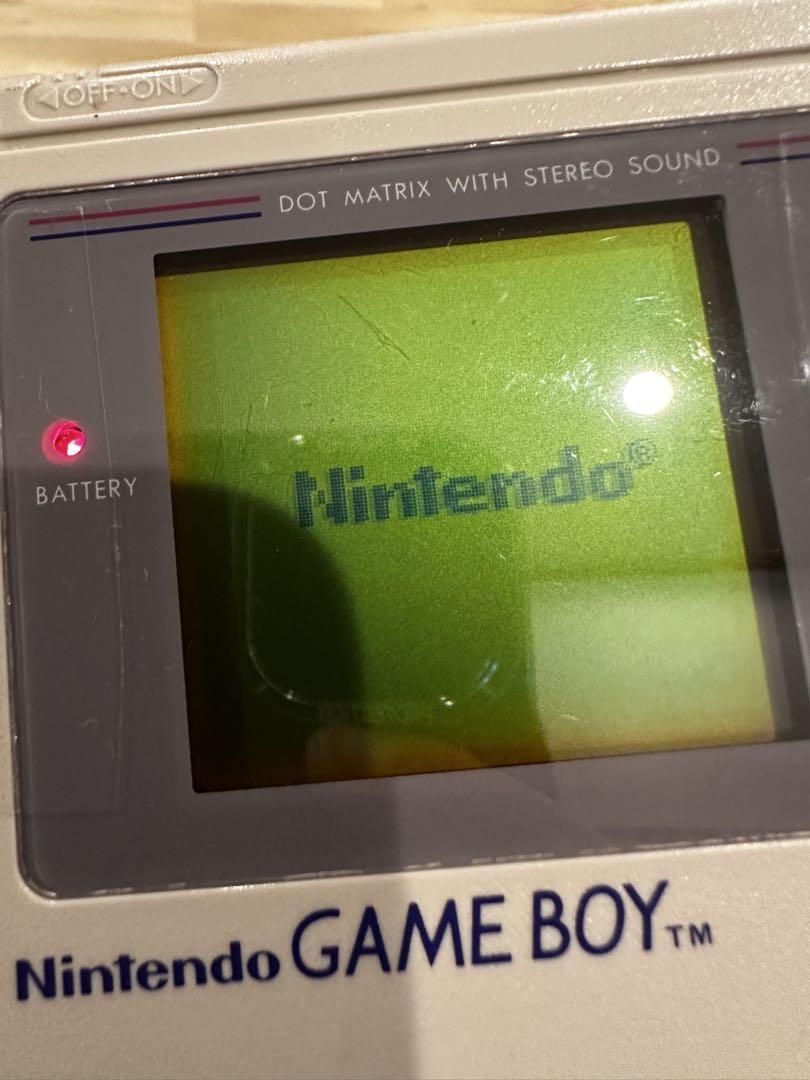 ◁OFF•ON▷
DOT MATRIX WITH STEREO SOUND
BATTERY
Nintendo®
Nintendo GAME BOY™